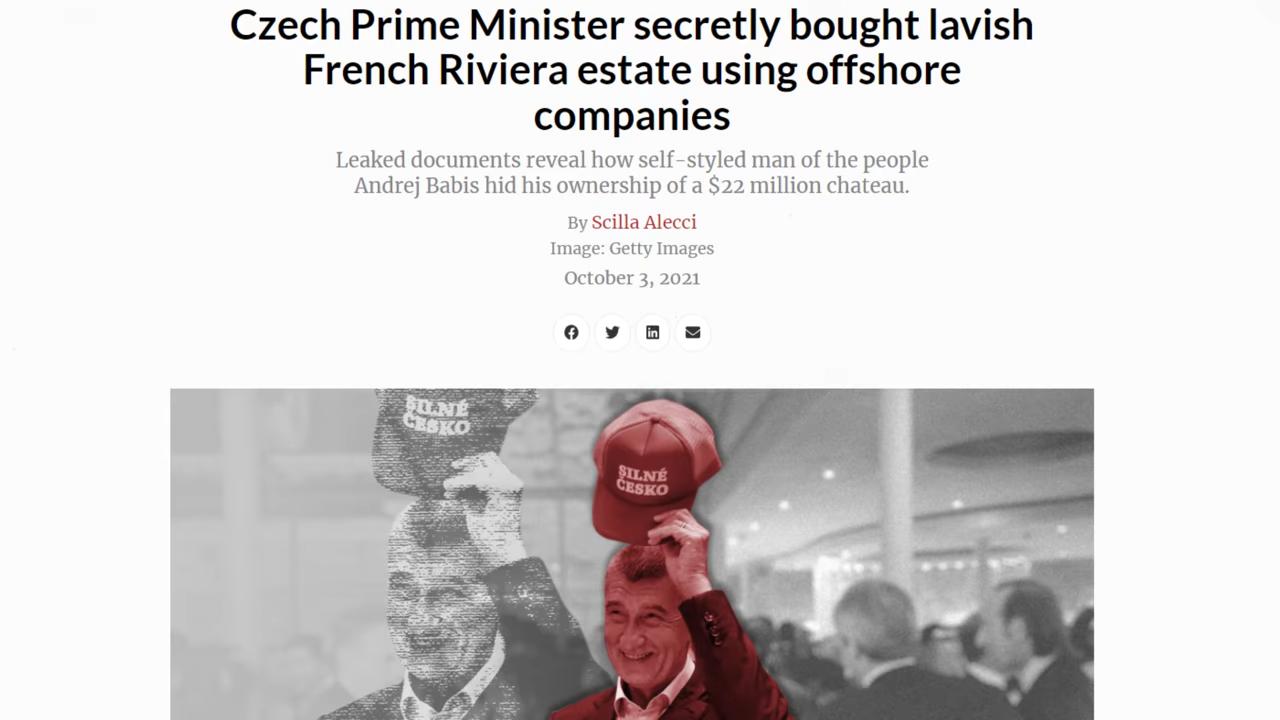 Czech Prime Minister secretly bought lavish
French Riviera estate using offshore
companies
Leaked documents reveal how self-styled man of the people
Andrej Babis hid his ownership of a $22 million chateau.
By Scilla Alecci
Image: Getty Images
October 3, 2021
SILNÉ
ČESKO
SILNÉ
ČESKO